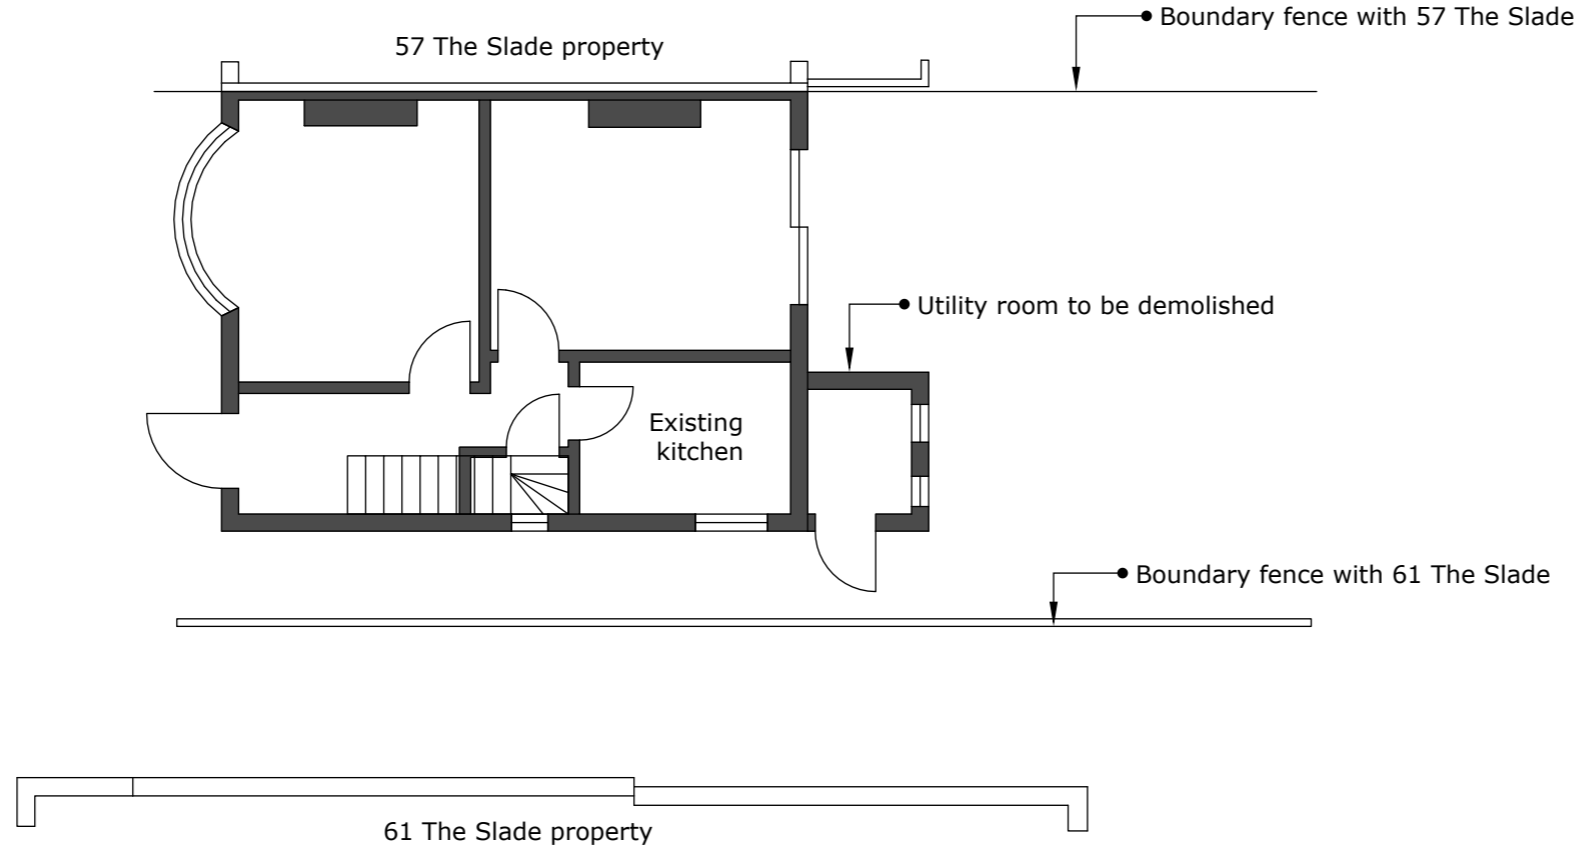 Boundary fence with 57 The Slade
57 The Slade property
Utility room to be demolished
Existing
kitchen
Boundary fence with 61 The Slade
61 The Slade property